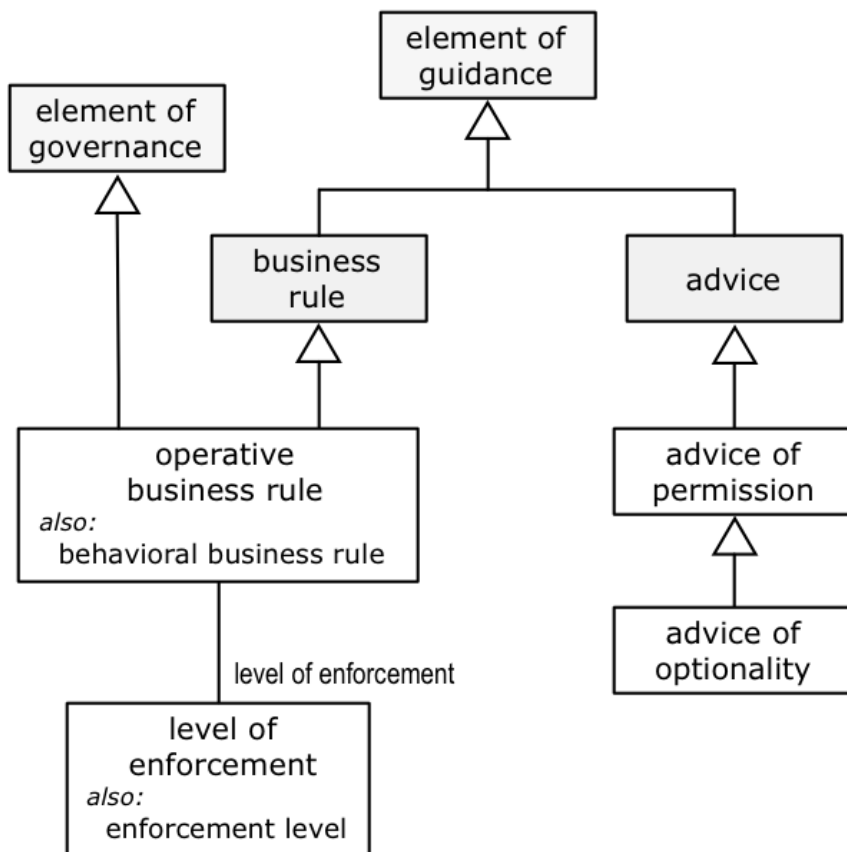 element of
guidance
element of
governance
business
rule
advice
operative
business rule
also:
behavioral business rule
advice of
permission
advice of
optionality
level of enforcement
level of
enforcement
also:
enforcement level